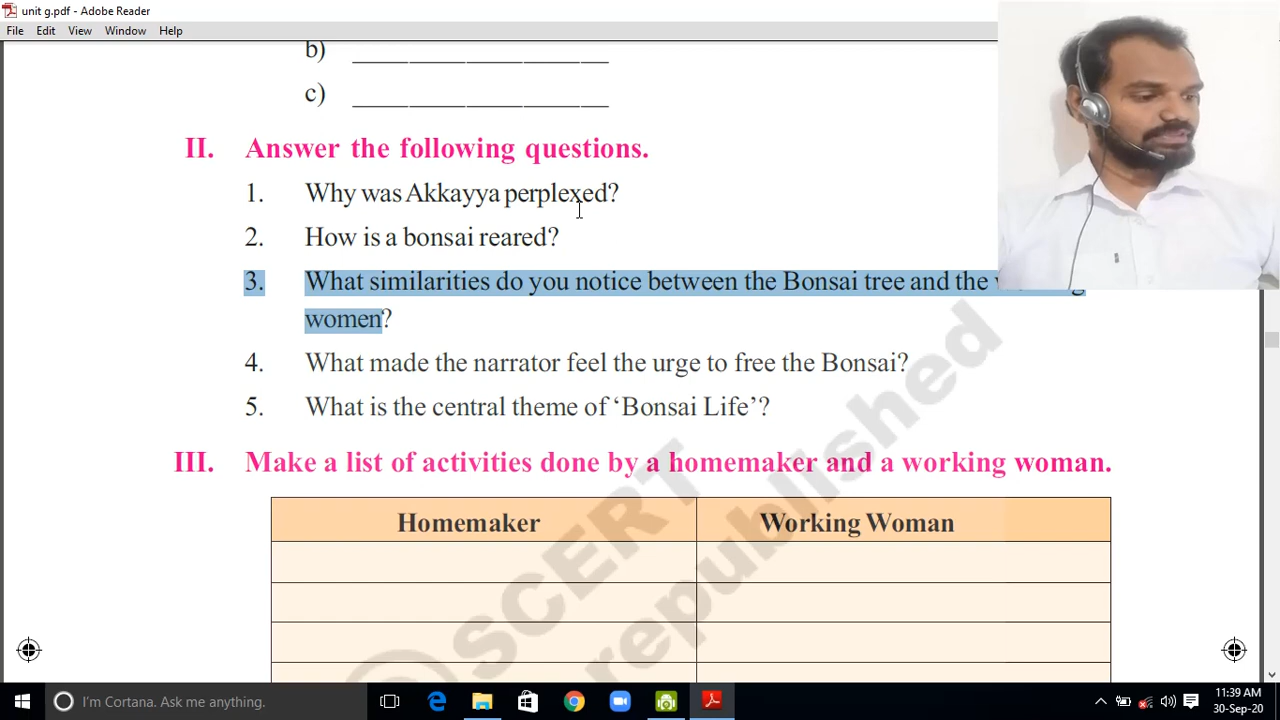 unit g.pdf - Adobe Reader
File Edit View Window Help
b)
c)
II. Answer the following questions.
1. Why was Akkayya perplexed?
2. How is a bonsai reared?
3. What similarities do you notice between the Bonsai tree and the
women?
4. What made the narrator feel the urge to free the Bonsai?
5. What is the central theme of ‘Bonsai Life’?
III. Make a list of activities done by a homemaker and a working woman.
Homemaker Working Woman
© SCERT
republished
I'm Cortana. Ask me anything.
11:39 AM
30-Sep-20